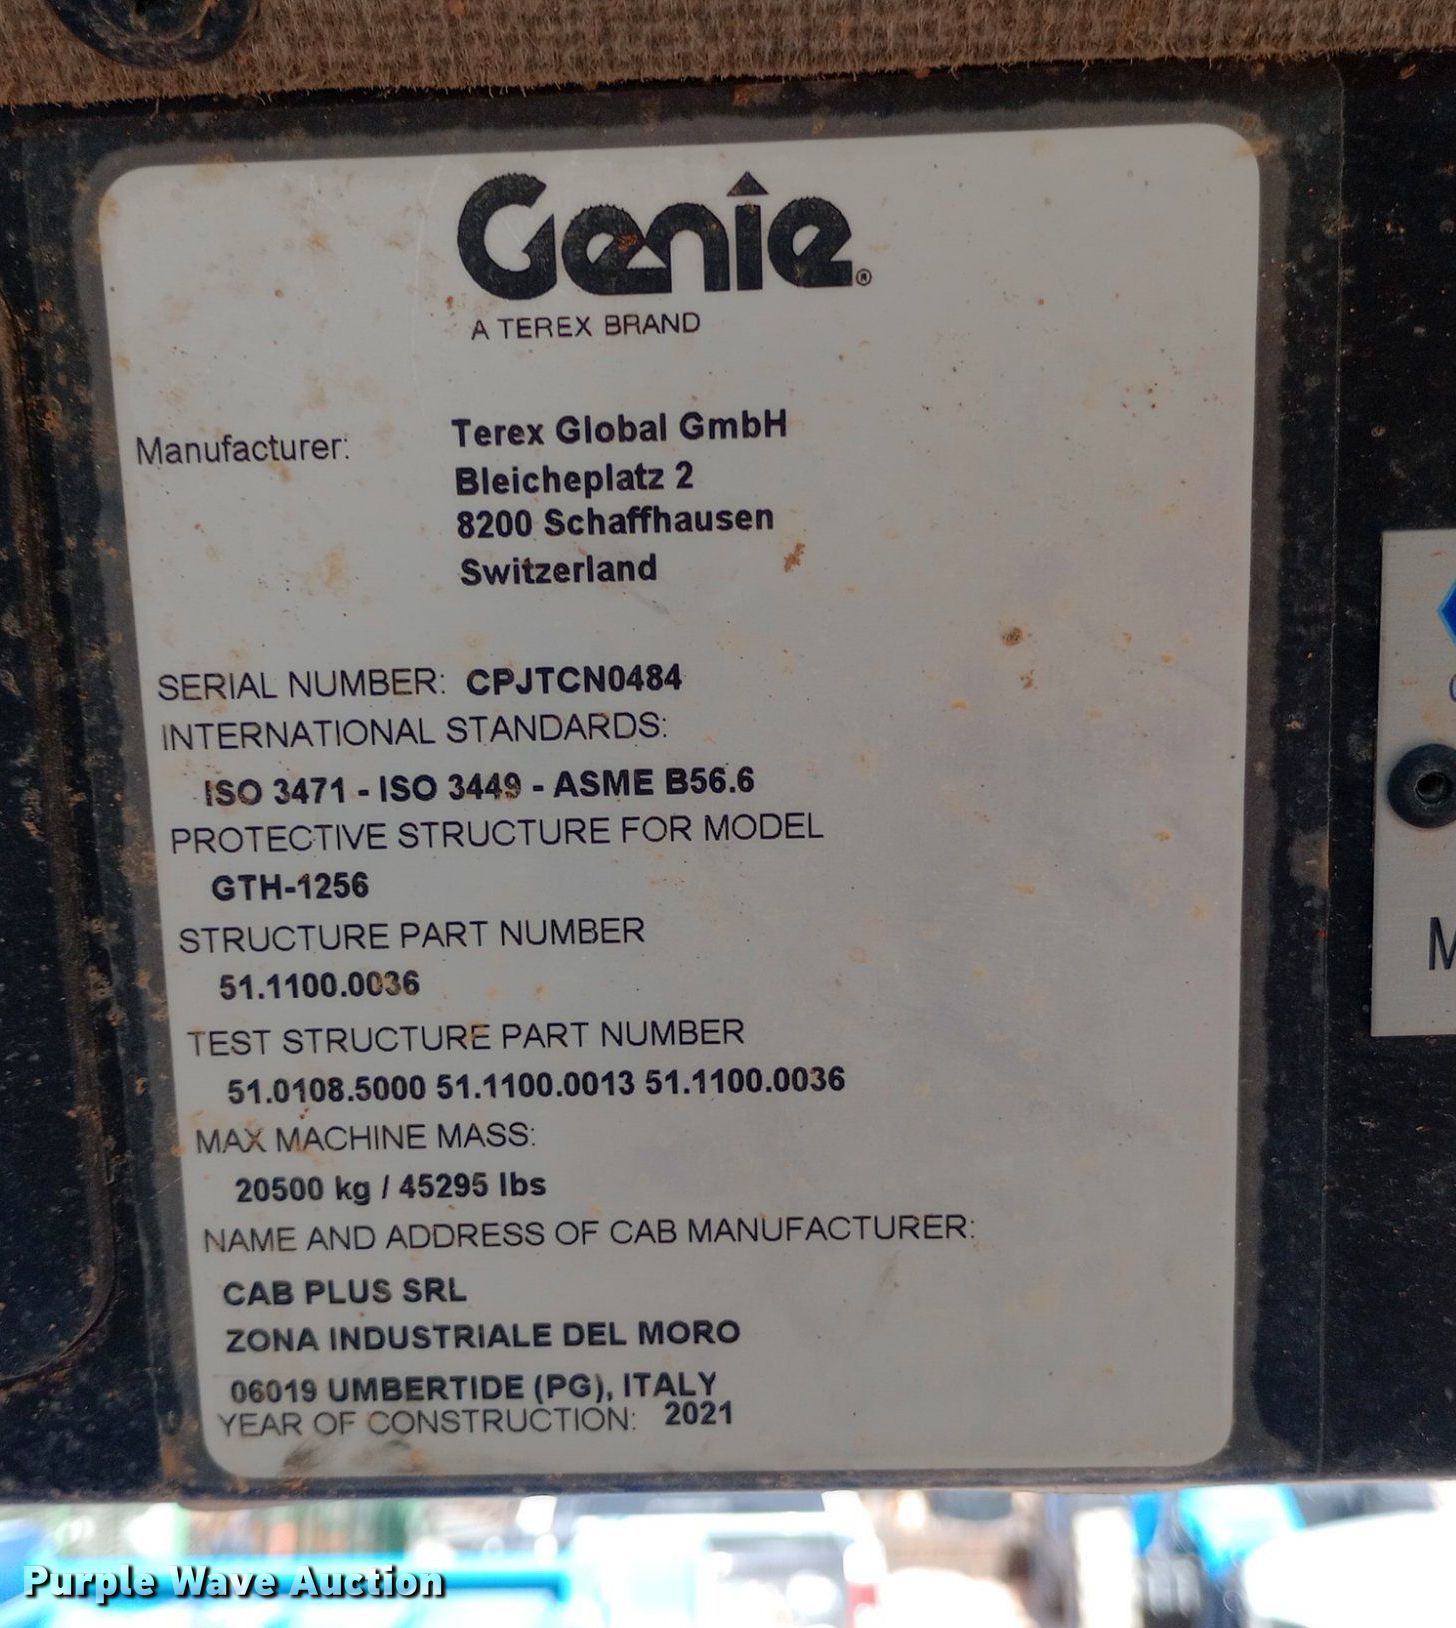 Genie®
A TEREX BRAND
Manufacturer: Terex Global GmbH
Bleicheplatz 2
8200 Schaffhausen
Switzerland
SERIAL NUMBER: CPJTCN0484
INTERNATIONAL STANDARDS:
ISO 3471 - ISO 3449 - ASME B56.6
PROTECTIVE STRUCTURE FOR MODEL
GTH-1256
STRUCTURE PART NUMBER
51.1100.0036
TEST STRUCTURE PART NUMBER
51.0108.5000 51.1100.0013 51.1100.0036
MAX MACHINE MASS:
20500 kg / 45295 lbs
NAME AND ADDRESS OF CAB MANUFACTURER:
CAB PLUS SRL
ZONA INDUSTRIALE DEL MORO
06019 UMBERTIDE (PG), ITALY
YEAR OF CONSTRUCTION: 2021
Purple Wave Auction